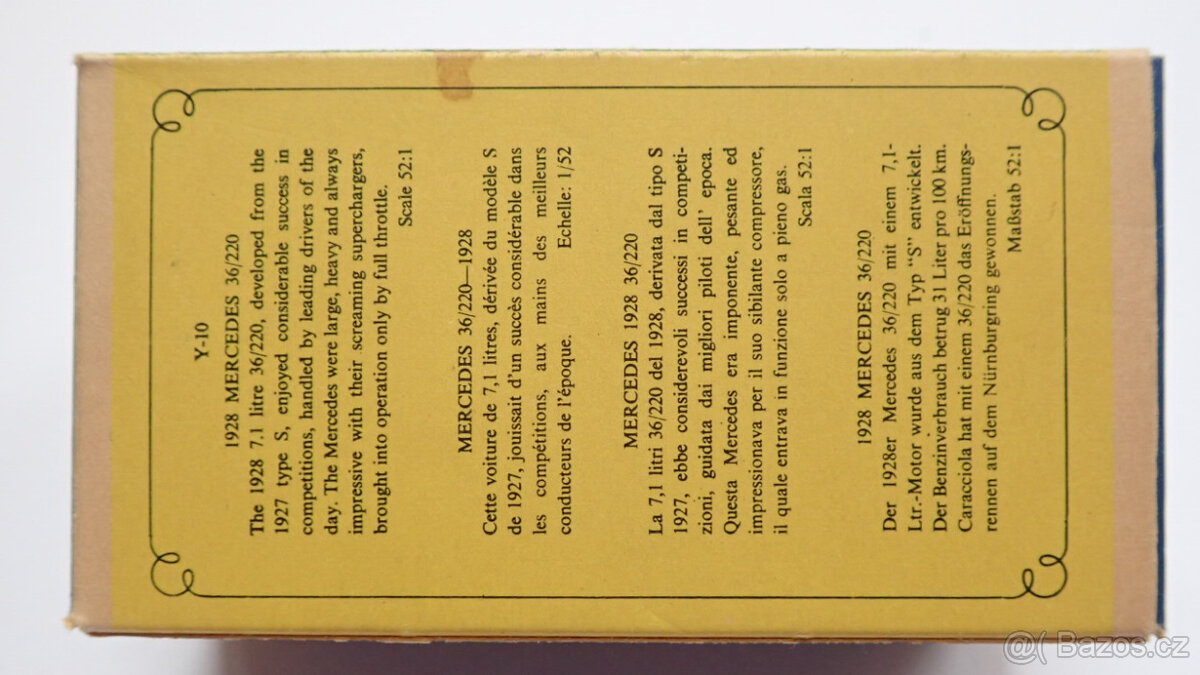 Y-10
1928 MERCEDES 36/220
The 1928 7.1 litre 36/220, developed from the
1927 type S, enjoyed considerable success in
competitions, handled by leading drivers of the
day. The Mercedes were large, heavy and always
impressive with their screaming superchargers,
brought into operation only by full throttle.
Scale 52:1
MERCEDES 36/220—1928
Cette voiture de 7,1 litres, dérivée du modèle S
de 1927, jouissait d'un succès considérable dans
les compétitions, aux mains des meilleurs
conducteurs de l'époque. Echelle: 1/52
MERCEDES 1928 36/220
La 7,1 litri 36/220 del 1928, derivata dal tipo S
1927, ebbe considerevoli successi in competi-
zioni, guidata dai migliori piloti dell' epoca.
Questa Mercedes era imponente, pesante ed
impressionava per il suo sibilante compressore,
il quale entrava in funzione solo a pieno gas.
Scala 52:1
1928 MERCEDES 36/220
Der 1928er Mercedes 36/220 mit einem 7,1-
Ltr.-Motor wurde aus dem Typ "S" entwickelt.
Der Benzinverbrauch betrug 31 Liter pro 100 km.
Caracciola hat mit einem 36/220 das Eröffnungs-
rennen auf dem Nürnburgring gewonnen.
Maßstab 52:1
Bazos.cz